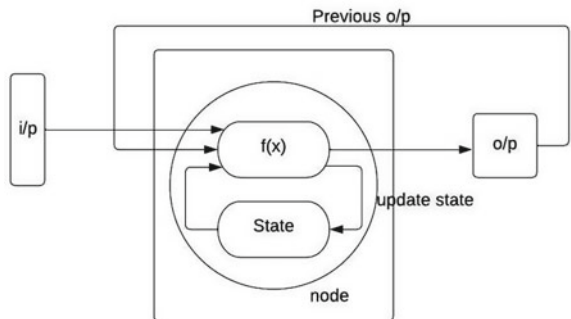 Previous o/p
i/p
f(x)
o/p
update state
State
node